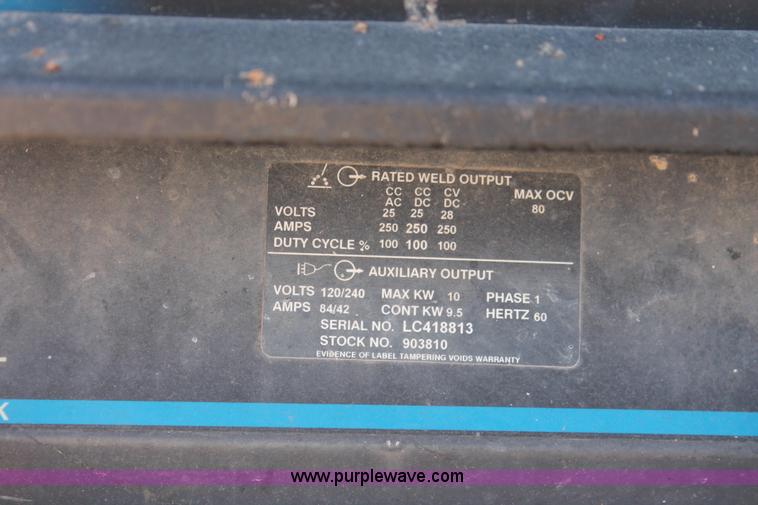 RATED WELD OUTPUT
CC CC CV MAX OCV
AC DC DC 80
VOLTS 25 25 28
AMPS 250 250 250
DUTY CYCLE % 100 100 100
AUXILIARY OUTPUT
VOLTS 120/240 MAX KW 10 PHASE 1
AMPS 84/42 CONT KW 9.5 HERTZ 60
SERIAL NO. LC418813
STOCK NO. 903810
EVIDENCE OF LABEL TAMPERING VOIDS WARRANTY
K
www.purplewave.com